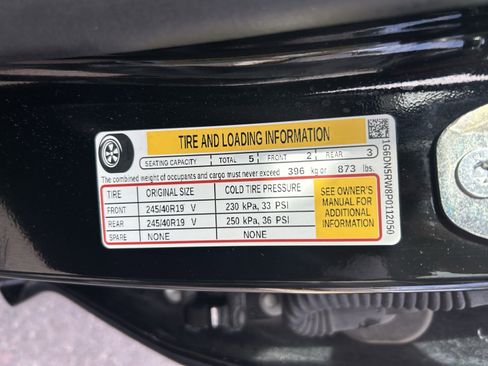 TIRE AND LOADING INFORMATION
SEATING CAPACITY TOTAL 5 FRONT 2 REAR 3
The combined weight of occupants and cargo must never exceed 396 kg or 873 lbs.
TIRE ORIGINAL SIZE COLD TIRE PRESSURE
FRONT 245/40R19 V 230 kPa, 33 PSI
REAR 245/40R19 V 250 kPa, 36 PSI
SPARE NONE NONE
SEE OWNER'S
MANUAL FOR
ADDITIONAL
INFORMATION
1G6DN5RW8P0112050